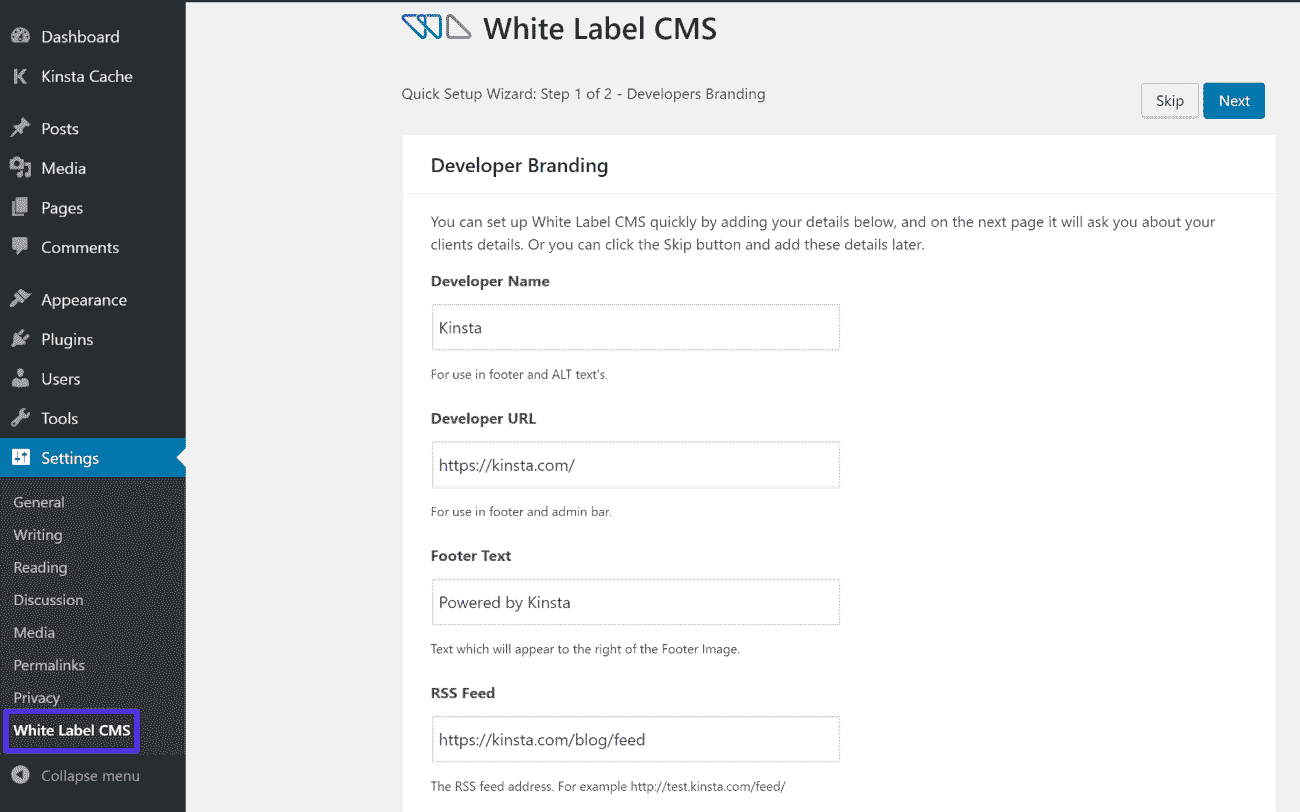 Dashboard
Kinsta Cache
Posts
Media
Pages
Comments
Appearance
Plugins
Users
Tools
Settings
General
Writing
Reading
Discussion
Media
Permalinks
Privacy
White Label CMS
Collapse menu
White Label CMS
Quick Setup Wizard: Step 1 of 2 - Developers Branding
Skip
Next
Developer Branding
You can set up White Label CMS quickly by adding your details below, and on the next page it will ask you about your
clients details. Or you can click the Skip button and add these details later.
Developer Name
Kinsta
For use in footer and ALT text's.
Developer URL
https://kinsta.com/
For use in footer and admin bar.
Footer Text
Powered by Kinsta
Text which will appear to the right of the Footer Image.
RSS Feed
https://kinsta.com/blog/feed
The RSS feed address. For example http://test.kinsta.com/feed/